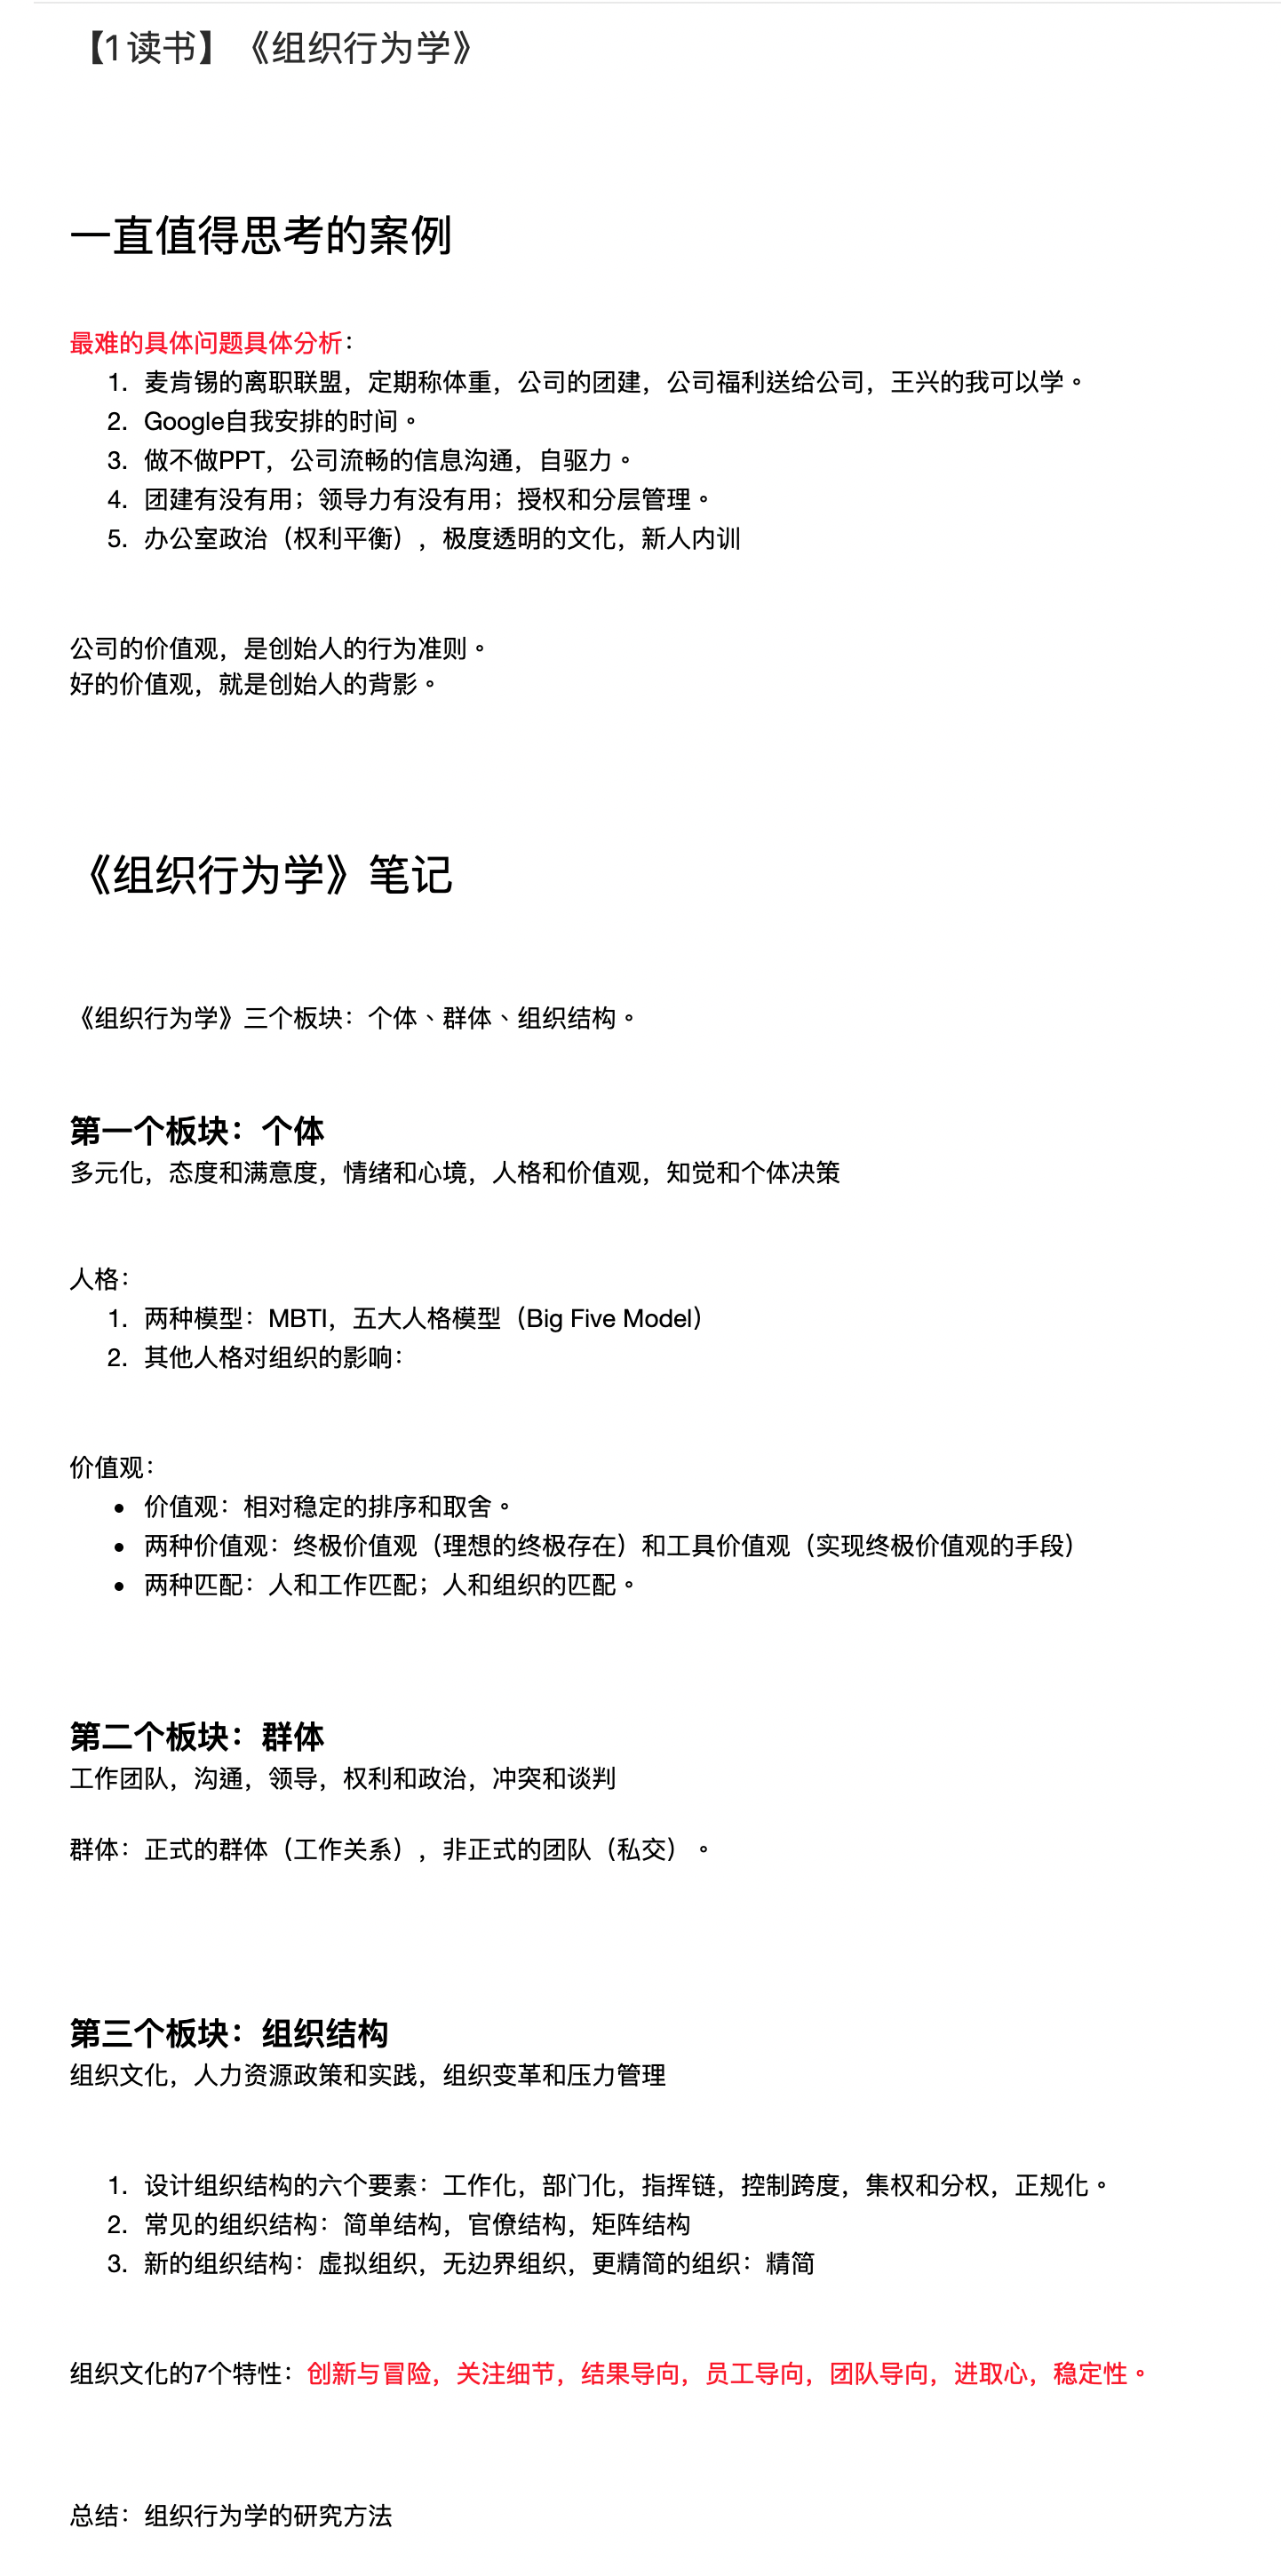 【1读书】《组织行为学》
一直值得思考的案例
最难的具体问题具体分析：
1. 麦肯锡的离职联盟，定期称体重，公司的团建，公司福利送给公司，王兴的我可以学。
2. Google自我安排的时间。
3. 做不做PPT，公司流畅的信息沟通，自驱力。
4. 团建有没有用；领导力有没有用；授权和分层管理。
5. 办公室政治（权利平衡），极度透明的文化，新人内训
公司的价值观，是创始人的行为准则。
好的价值观，就是创始人的背影。
《组织行为学》笔记
《组织行为学》三个板块：个体、群体、组织结构。
第一个板块：个体
多元化，态度和满意度，情绪和心境，人格和价值观，知觉和个体决策
人格：
1. 两种模型：MBTI，五大人格模型（Big Five Model）
2. 其他人格对组织的影响：
价值观：
• 价值观：相对稳定的排序和取舍。
• 两种价值观：终极价值观（理想的终极存在）和工具价值观（实现终极价值观的手段）
• 两种匹配：人和工作匹配；人和组织的匹配。
第二个板块：群体
工作团队，沟通，领导，权利和政治，冲突和谈判
群体：正式的群体（工作关系），非正式的团队（私交）。
第三个板块：组织结构
组织文化，人力资源政策和实践，组织变革和压力管理
1. 设计组织结构的六个要素：工作化，部门化，指挥链，控制跨度，集权和分权，正规化。
2. 常见的组织结构：简单结构，官僚结构，矩阵结构
3. 新的组织结构：虚拟组织，无边界组织，更精简的组织：精简
组织文化的7个特性：创新与冒险，关注细节，结果导向，员工导向，团队导向，进取心，稳定性。
总结：组织行为学的研究方法